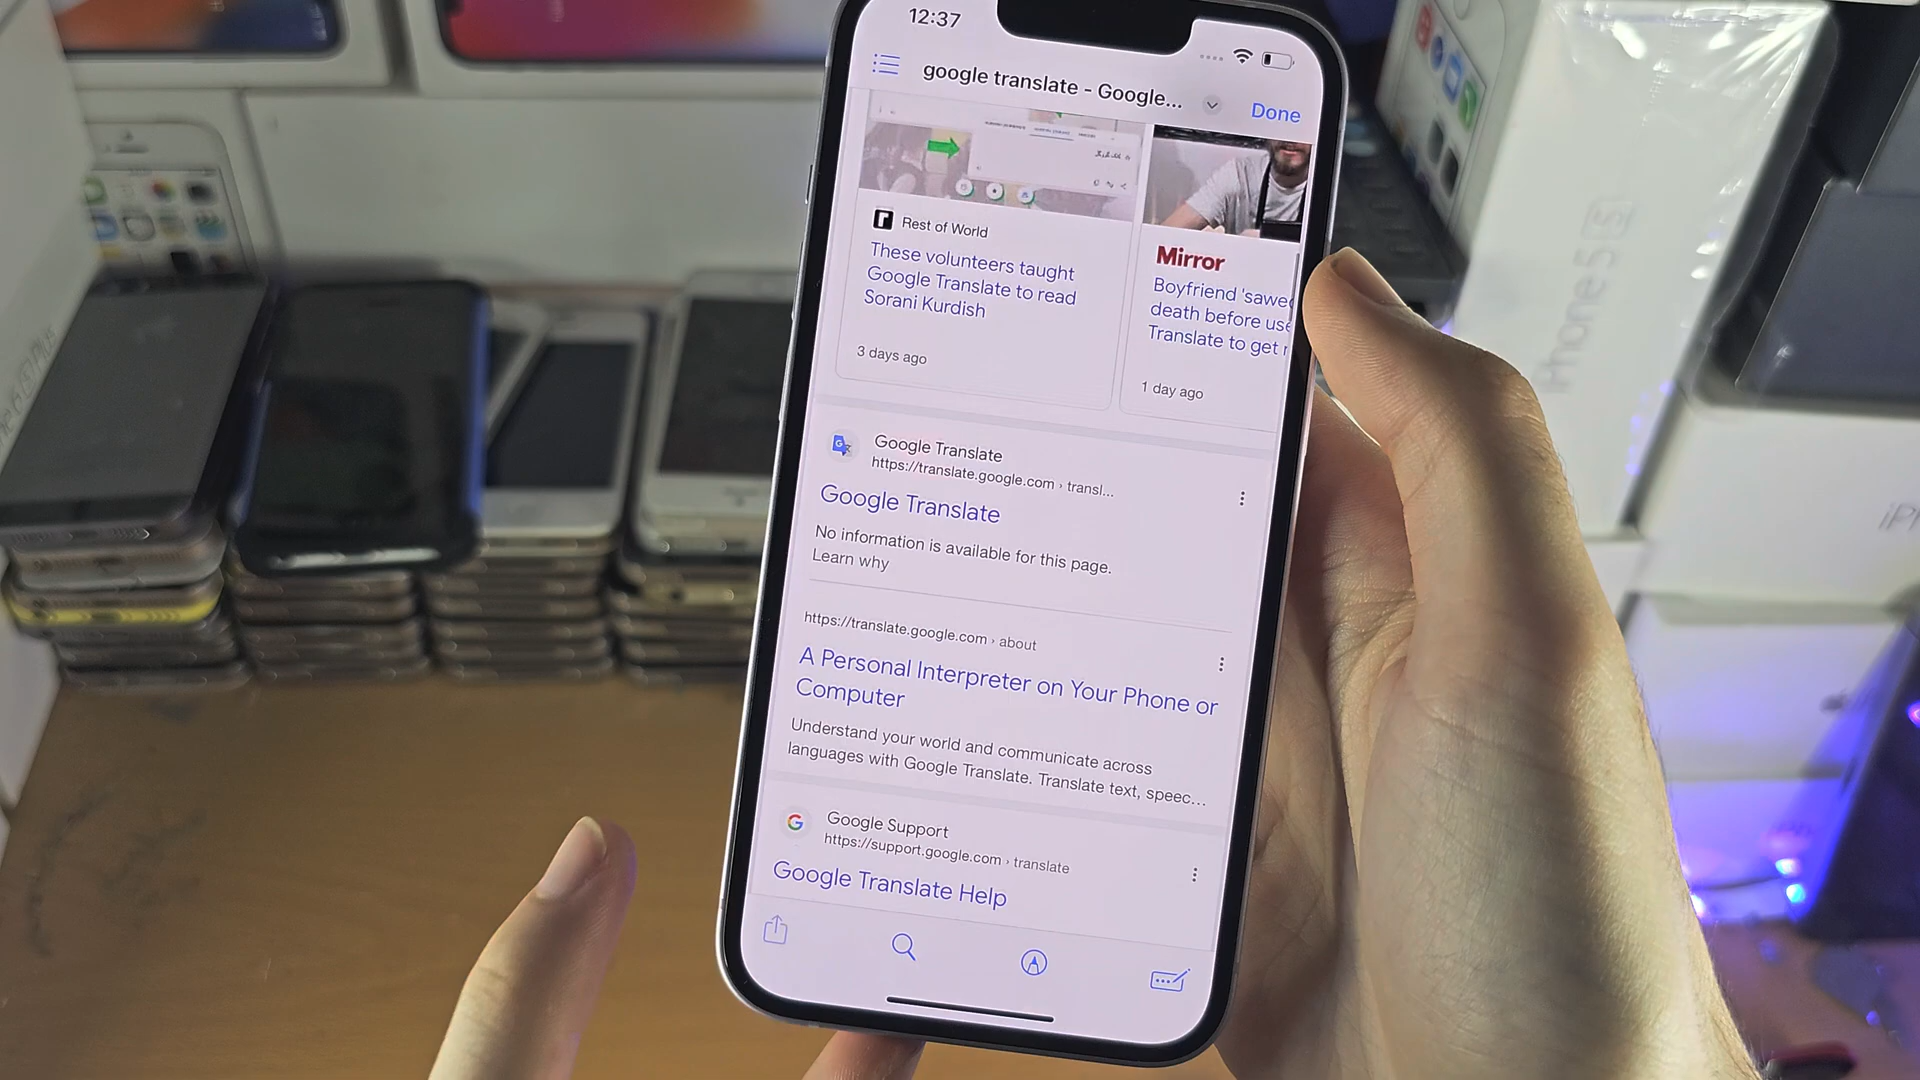 12:37
google translate - Google...
Done
Rest of World
These volunteers taught
Google Translate to read
Sorani Kurdish
3 days ago
Mirror
Boyfriend 'sawe
death before use
Translate to get
1 day ago
Google Translate
https://translate.google.com › transl...
Google Translate
No information is available for this page.
Learn why
https://translate.google.com › about
A Personal Interpreter on Your Phone or
Computer
Understand your world and communicate across
languages with Google Translate. Translate text, speec...
Google Support
https://support.google.com › translate
Google Translate Help
iPhone 5S